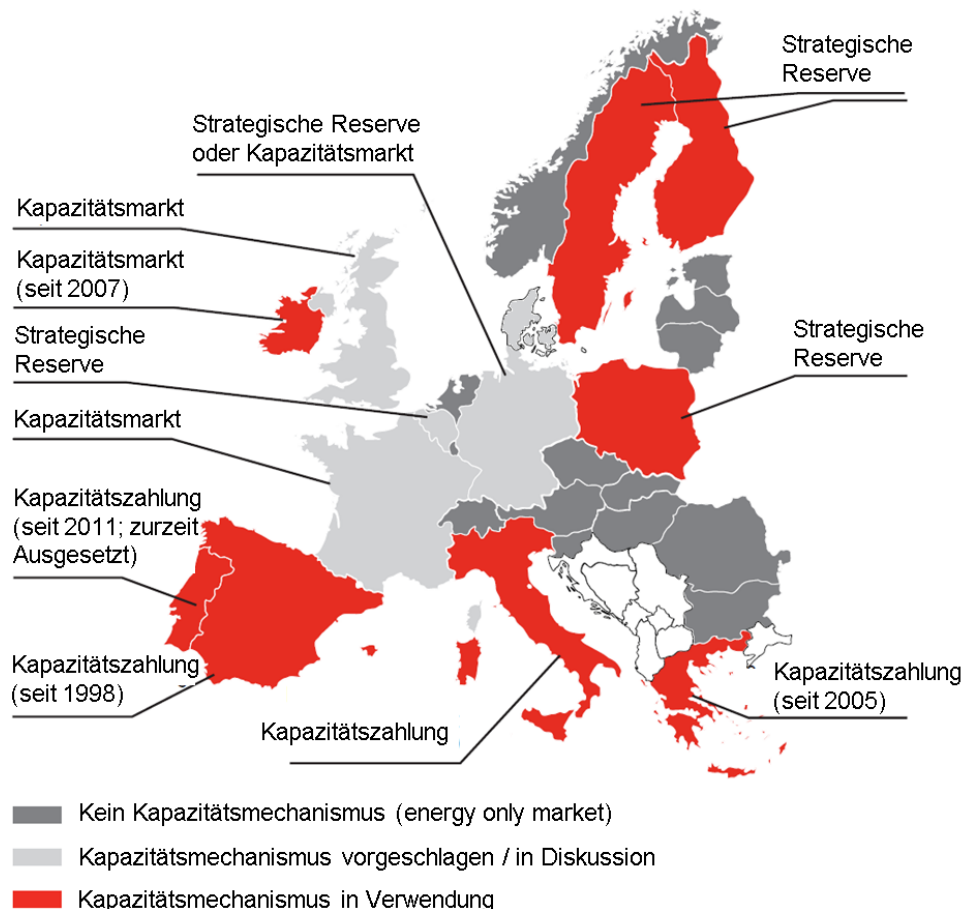 Strategische
Reserve
Strategische Reserve
oder Kapazitätsmarkt
Kapazitätsmarkt
Kapazitätsmarkt
(seit 2007)
Strategische
Reserve
Strategische
Reserve
Kapazitätsmarkt
Kapazitätszahlung
(seit 2011; zurzeit
Ausgesetzt)
Kapazitätszahlung
(seit 1998)
Kapazitätszahlung
(seit 2005)
Kapazitätszahlung
Kein Kapazitätsmechanismus (energy only market)
Kapazitätsmechanismus vorgeschlagen / in Diskussion
Kapazitätsmechanismus in Verwendung